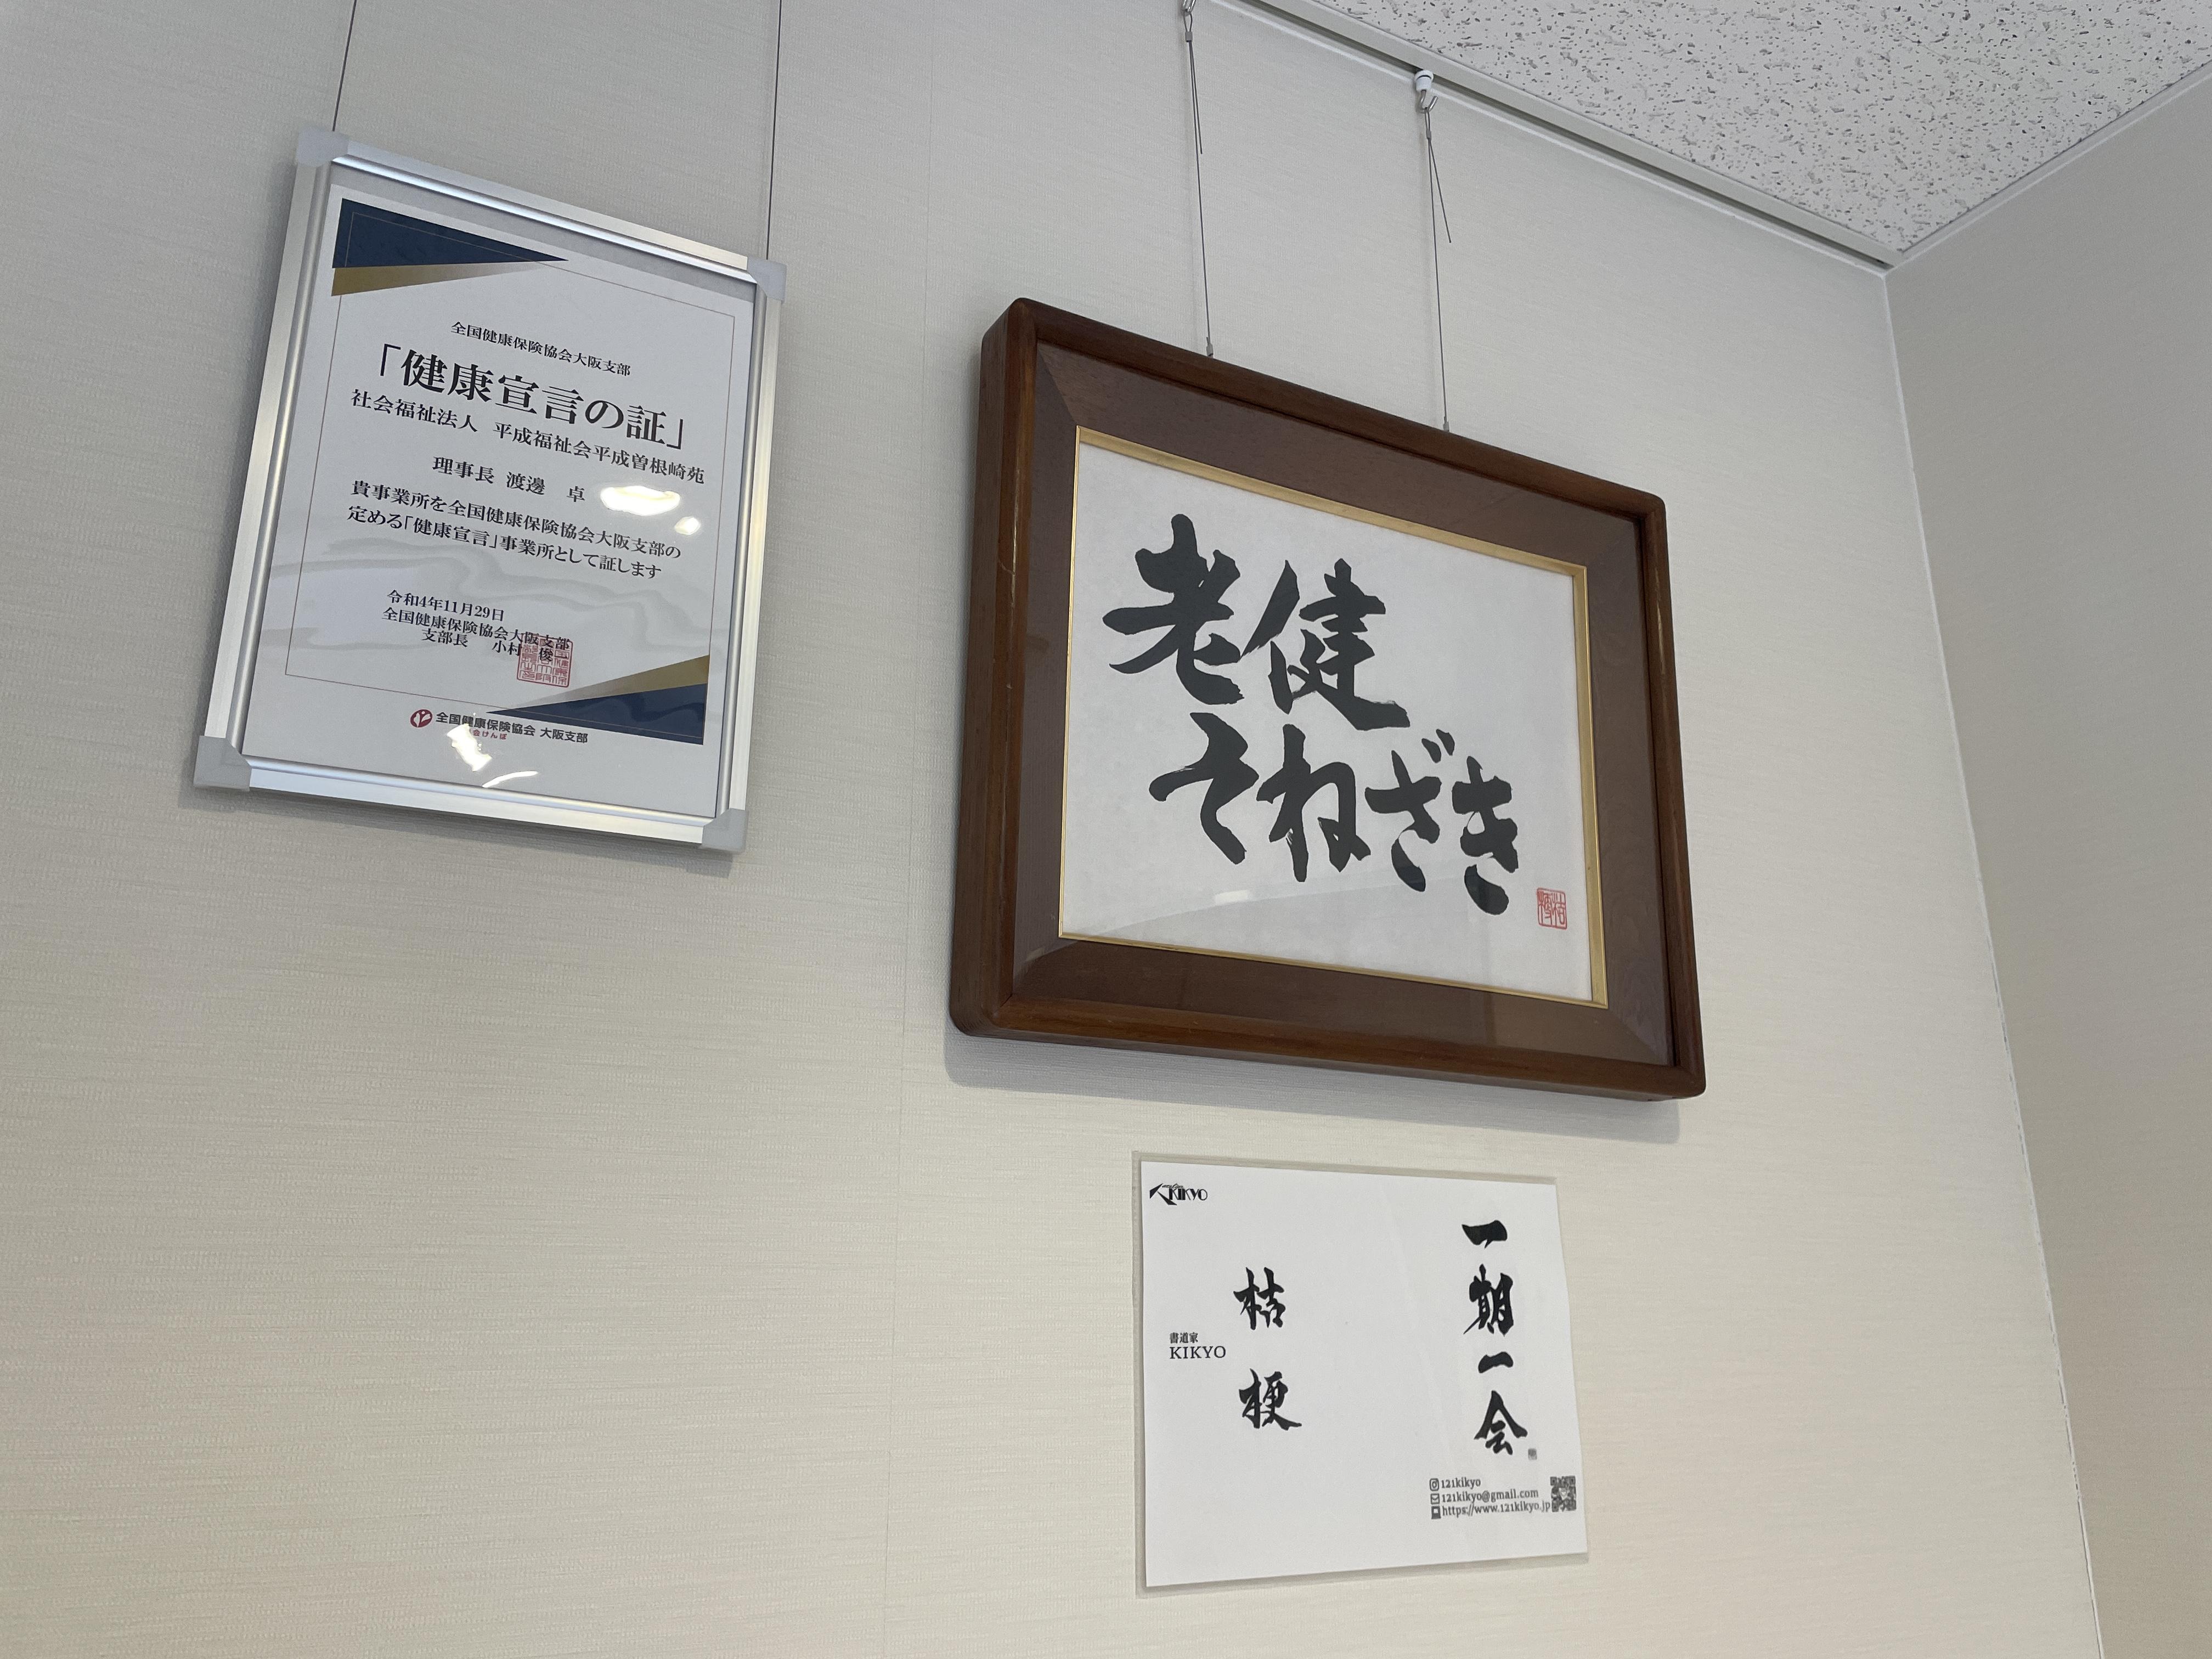 全国健康保険協会大阪支部
「健康宣言の証」
社会福祉法人 平成福祉会平成曽根崎苑
理事長 渡邊 卓
貴事業所を全国健康保険協会大阪支部の
定める「健康宣言」事業所として証します
令和4年11月29日
全国健康保険協会大阪支部
支部長 小村 俊一
全国健康保険協会 大阪支部
老健
そねざき
KIKYO
一期一会
桔梗
書道家
KIKYO
121kikyo
121kikyo@gmail.com
https://www.121kikyo.jp